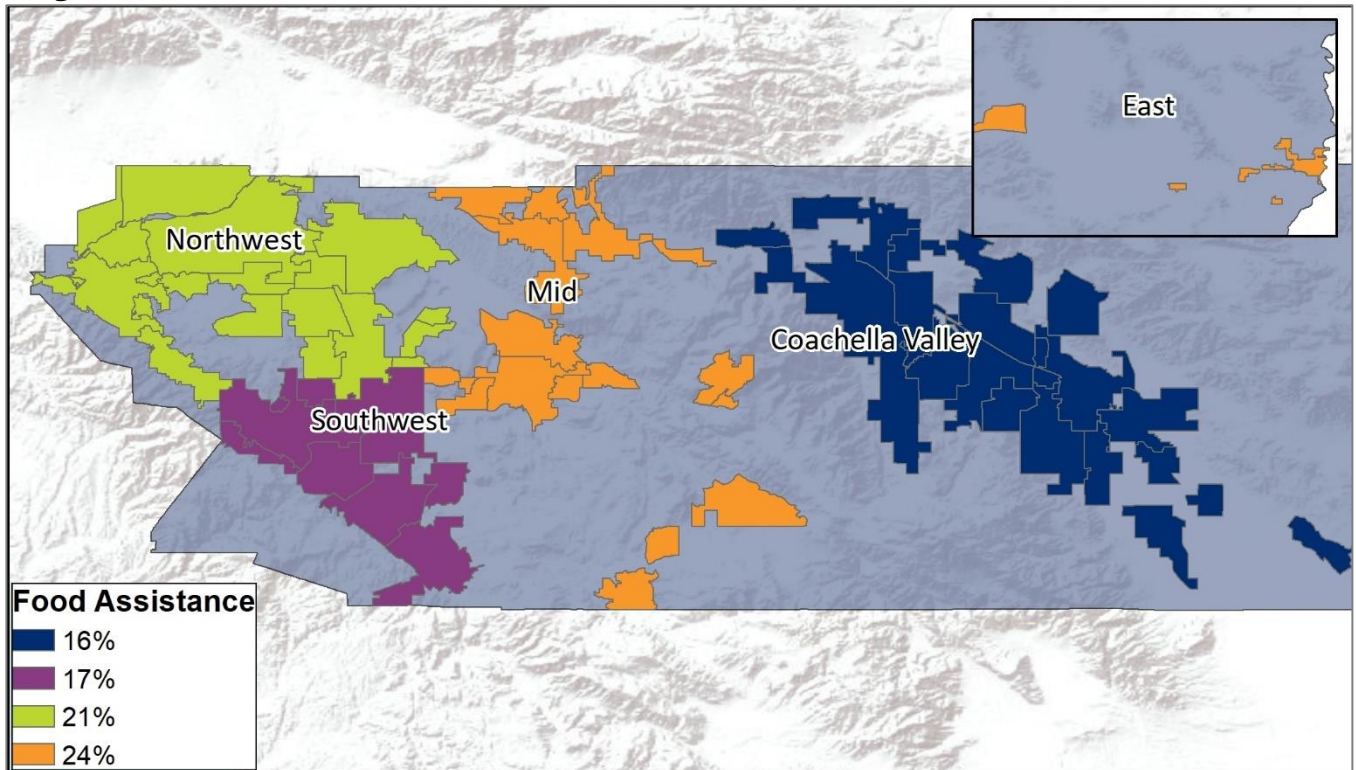 East
Northwest
Mid
Coachella Valley
Southwest
Food Assistance
16%
17%
21%
24%